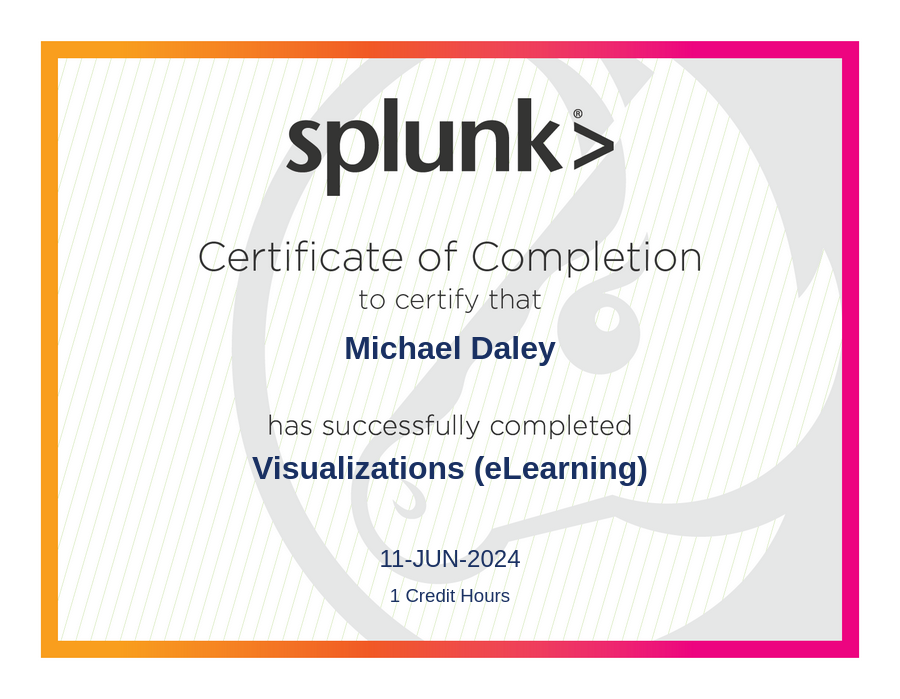 splunk>®
Certificate of Completion
to certify that
Michael Daley
has successfully completed
Visualizations (eLearning)
11-JUN-2024
1 Credit Hours